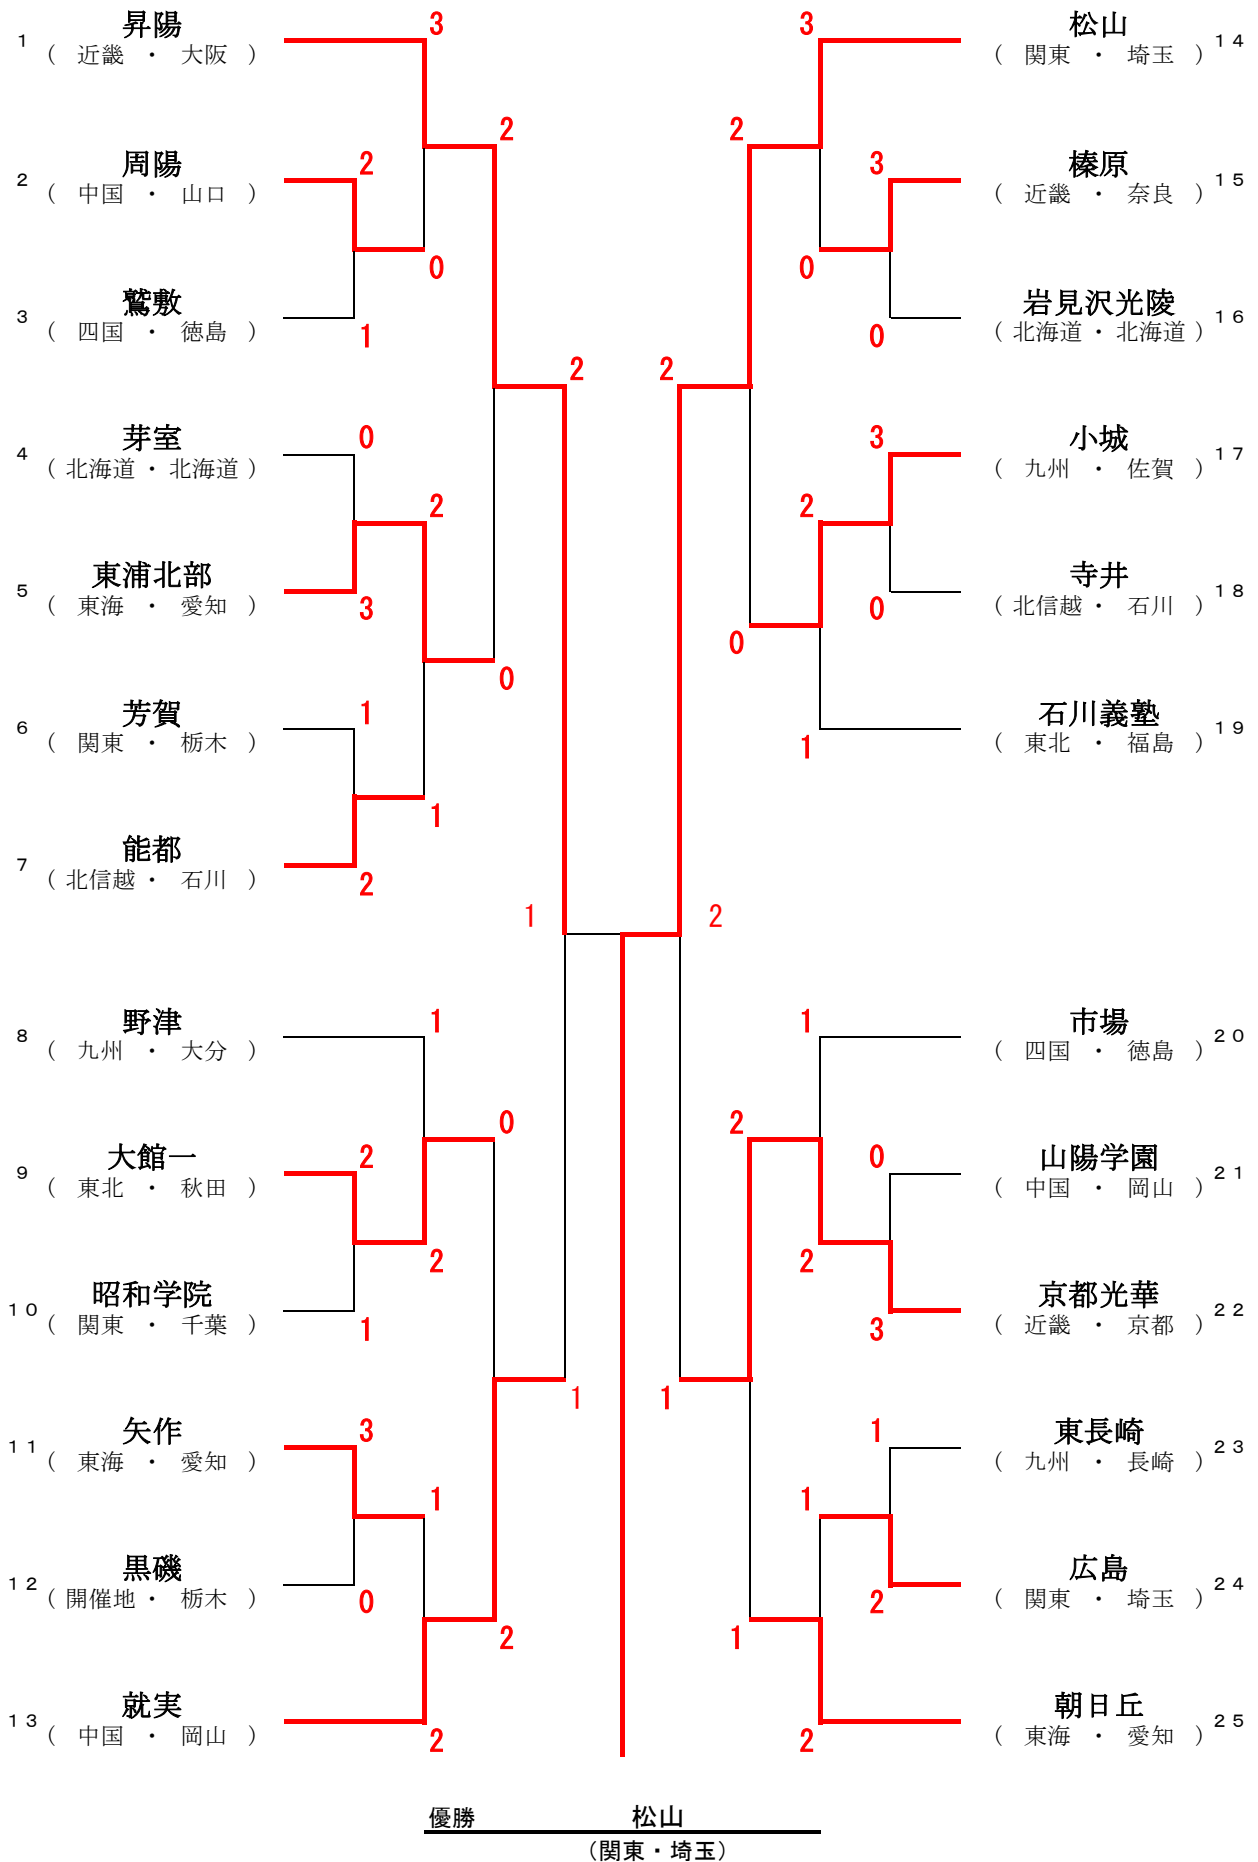 1 昇陽 3
( 近畿 ・ 大阪 )
2
2 周陽 2
( 中国 ・ 山口 )
0
3 鷲敷
( 四国 ・ 徳島 ) 1
2
4 芽室 0
( 北海道 ・ 北海道 )
2
5 東浦北部
( 東海 ・ 愛知 ) 3
0
6 芳賀 1
( 関東 ・ 栃木 )
1
7 能都
( 北信越 ・ 石川 ) 2
1
8 野津 1
( 九州 ・ 大分 )
0
9 大館一 2
( 東北 ・ 秋田 )
2
10 昭和学院
( 関東 ・ 千葉 ) 1
1
11 矢作 3
( 東海 ・ 愛知 )
1
12 黒磯
( 開催地 ・ 栃木 ) 0
2
13 就実
( 中国 ・ 岡山 ) 2
3 松山 14
( 関東 ・ 埼玉 )
2
3 榛原 15
( 近畿 ・ 奈良 )
0
岩見沢光陵 16
0 ( 北海道 ・ 北海道 )
2
3 小城 17
( 九州 ・ 佐賀 )
2
寺井 18
0 ( 北信越 ・ 石川 )
0
石川義塾 19
1 ( 東北 ・ 福島 )
2
1 市場 20
( 四国 ・ 徳島 )
2
0 山陽学園 21
( 中国 ・ 岡山 )
2
京都光華 22
3 ( 近畿 ・ 京都 )
1
1 東長崎 23
( 九州 ・ 長崎 )
1
広島 24
2 ( 関東 ・ 埼玉 )
1
朝日丘 25
2 ( 東海 ・ 愛知 )
優勝 松山
(関東・埼玉)